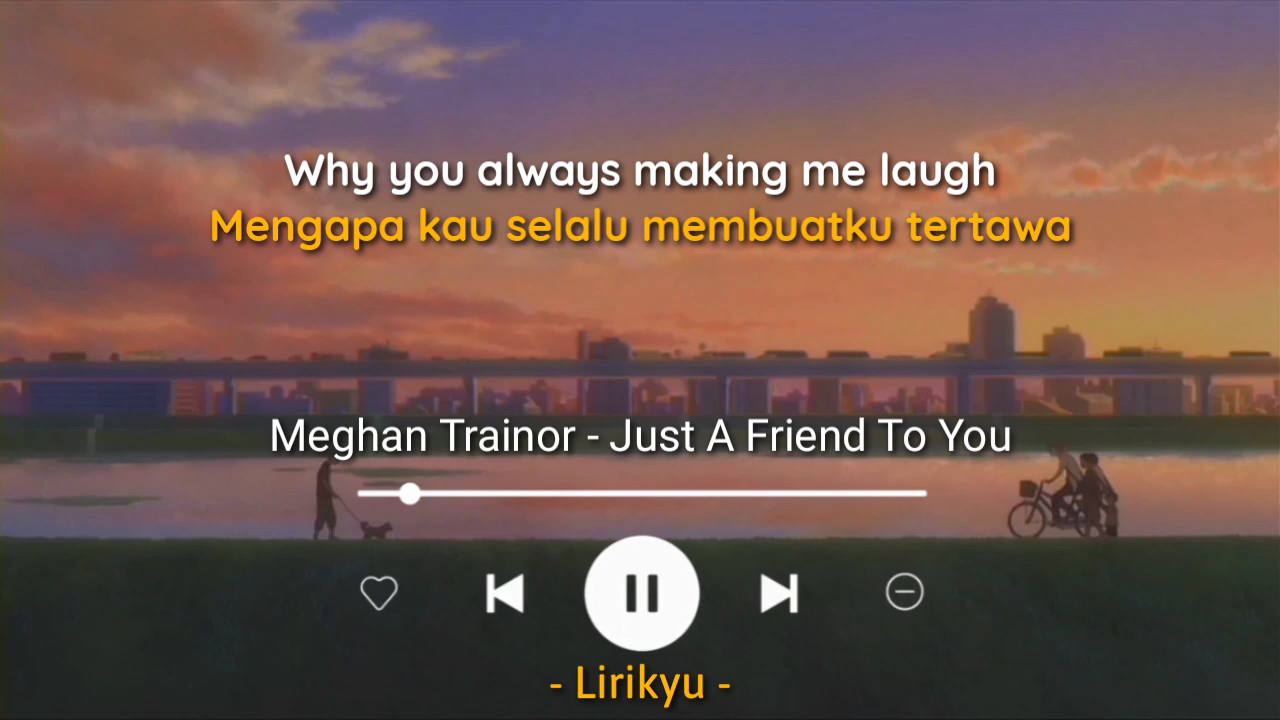 Why you always making me laugh
Mengapa kau selalu membuatku tertawa
Meghan Trainor - Just A Friend To You
- Lirikyu -